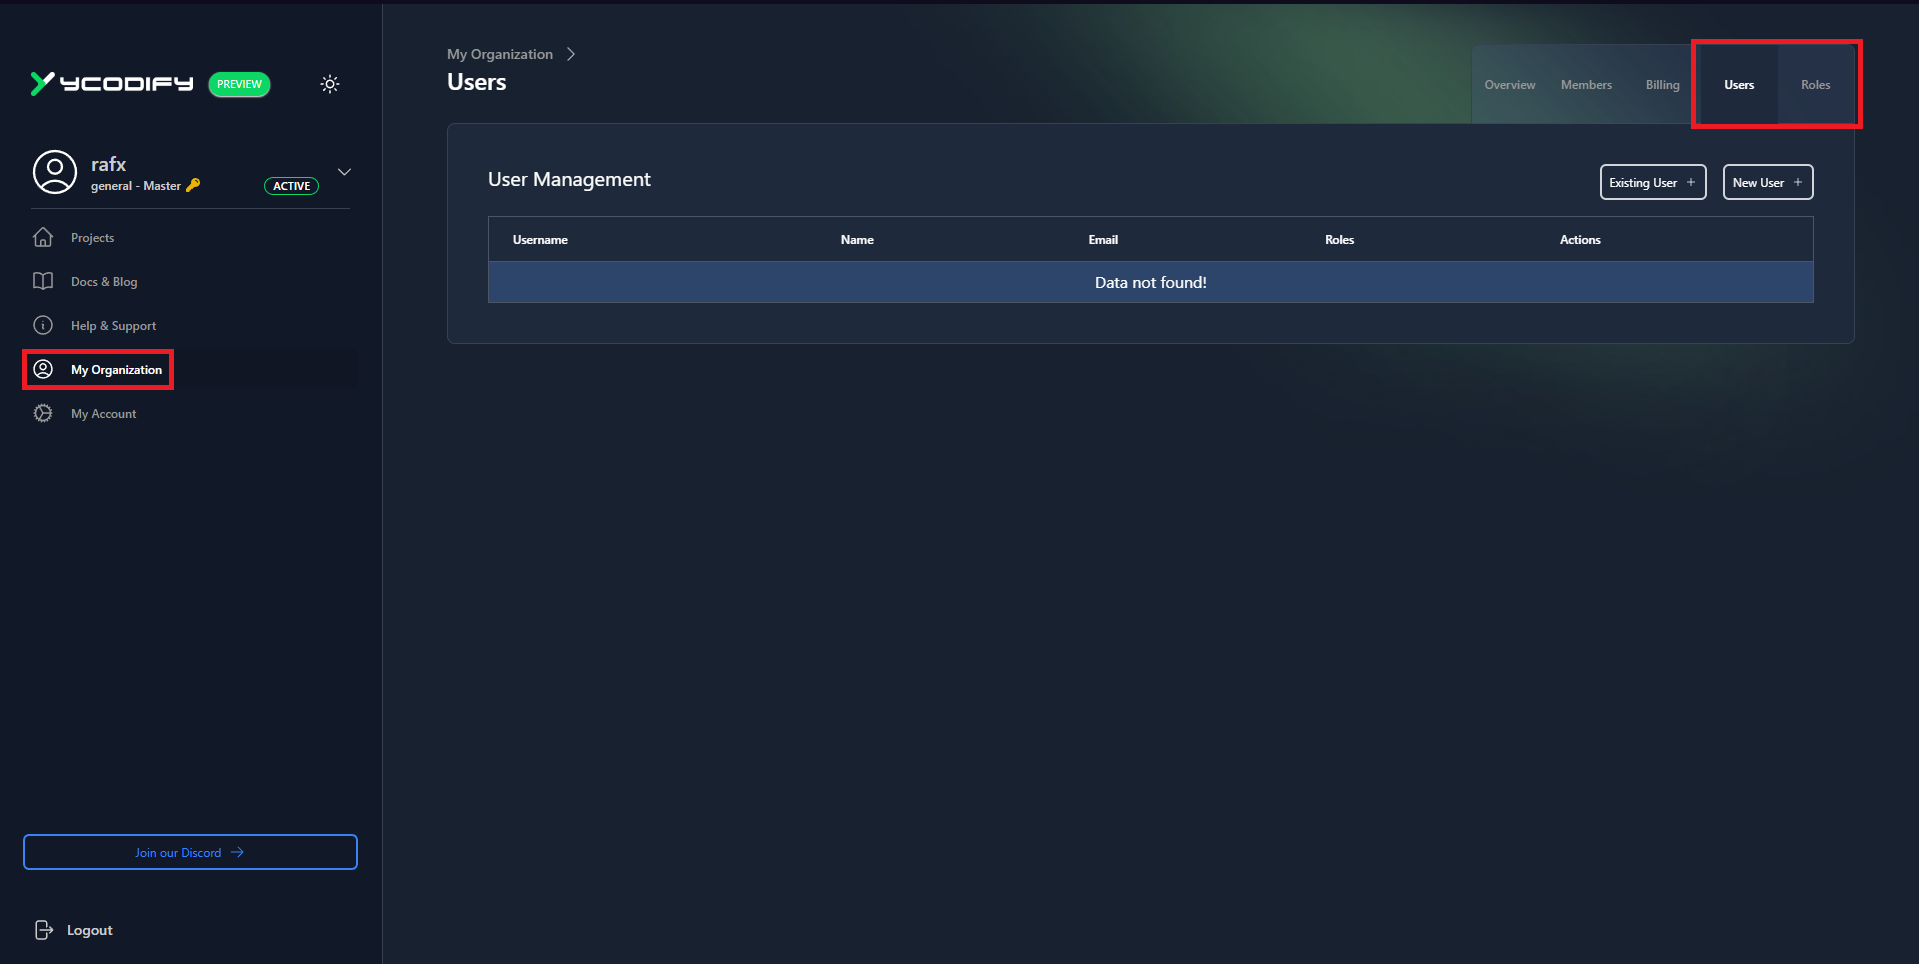 YCODIFY PREVIEW
rafx
general - Master
ACTIVE
Projects
Docs & Blog
Help & Support
My Organization
My Account
Join our Discord
Logout
My Organization
Users
Overview Members Billing Users Roles
User Management
Existing User + New User +
Username Name Email Roles Actions
Data not found!